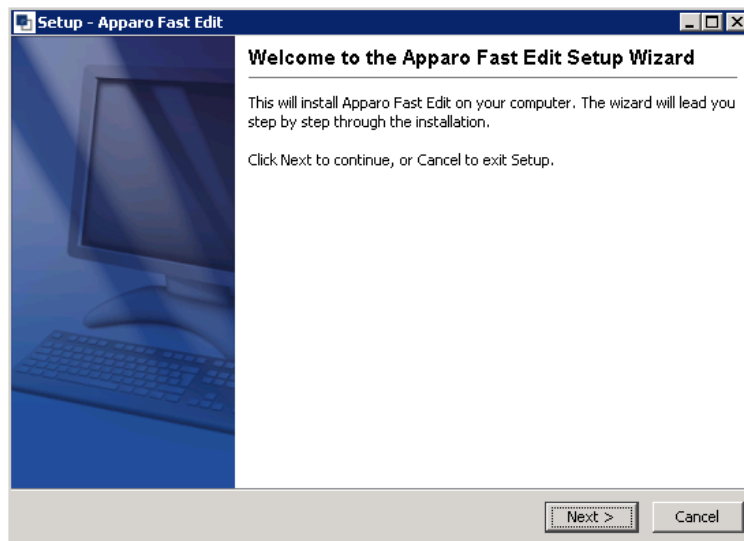 Setup - Apparo Fast Edit
Welcome to the Apparo Fast Edit Setup Wizard
This will install Apparo Fast Edit on your computer. The wizard will lead you
step by step through the installation.
Click Next to continue, or Cancel to exit Setup.
Next >
Cancel